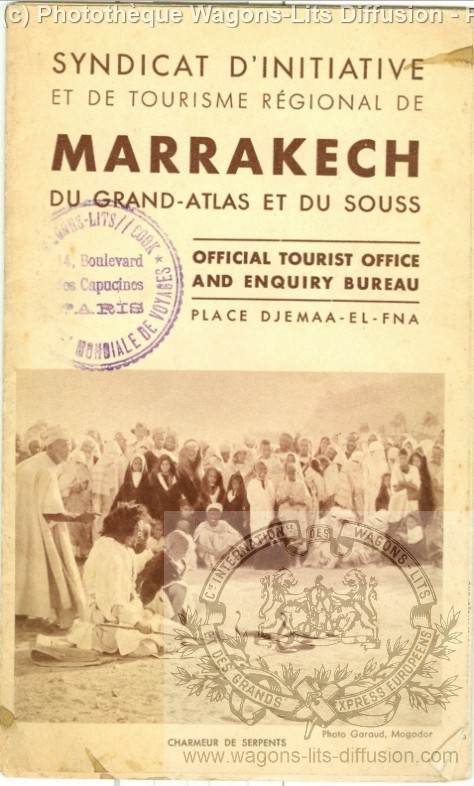 (c) Photothèque Wagons-Lits Diffusion -
SYNDICAT D'INITIATIVE
ET DE TOURISME RÉGIONAL DE
MARRAKECH
DU GRAND-ATLAS ET DU SOUSS
WAGONS-LITS//COOK
14, Boulevard
des Capucines
PARIS
MONDIALE DE VOYAGES
OFFICIAL TOURIST OFFICE
AND ENQUIRY BUREAU
PLACE DJEMAA-EL-FNA
CIE INTERNATIONALE DES WAGONS-LITS
ET DES GRANDS EXPRESS EUROPÉENS
Photo Garaud, Mogador
CHARMEUR DE SERPENTS
www.wagons-lits-diffusion.com